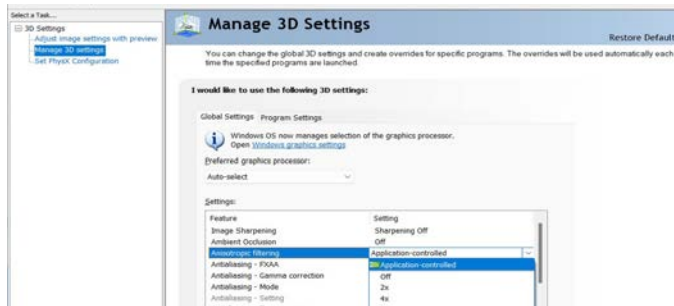 Select a Task...
3D Settings
Adjust image settings with preview
Manage 3D settings
Set PhysX Configuration
Manage 3D Settings
Restore Default
You can change the global 3D settings and create overrides for specific programs. The overrides will be used automatically each
time the specified programs are launched.
I would like to use the following 3D settings:
Global Settings Program Settings
Windows OS now manages selection of the graphics processor.
Open Windows graphics settings
Preferred graphics processor:
Auto-select
Settings:
Feature Setting
Image Sharpening Sharpening Off
Ambient Occlusion Off
Anisotropic filtering Application-controlled
Antialiasing - FXAA Application-controlled
Antialiasing - Gamma correction Off
Antialiasing - Mode 2x
Antialiasing - Setting 4x